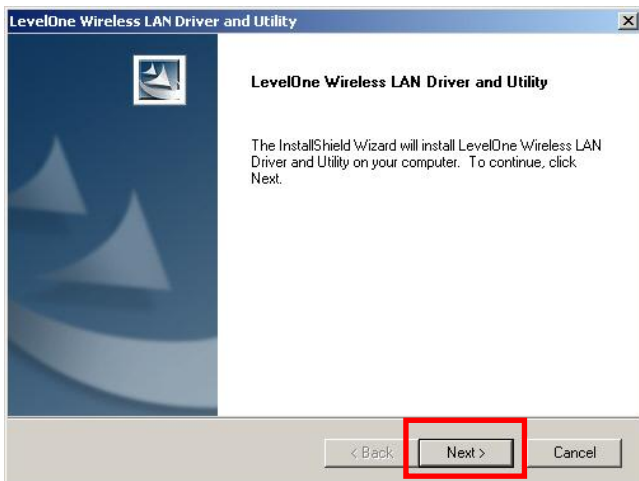 LevelOne Wireless LAN Driver and Utility
LevelOne Wireless LAN Driver and Utility
The InstallShield Wizard will install LevelOne Wireless LAN
Driver and Utility on your computer. To continue, click
Next.
< Back Next > Cancel